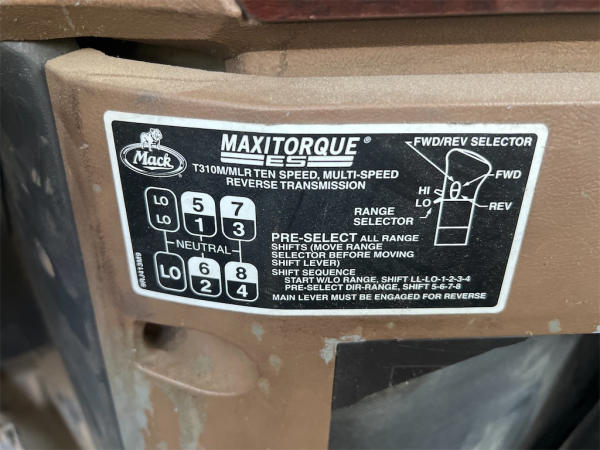 Mack
MAXITORQUE®
ES
T310M/MLR TEN SPEED, MULTI-SPEED
REVERSE TRANSMISSION
FWD/REV SELECTOR
FWD
HI
LO
REV
RANGE
SELECTOR
LO
LO
5
1
7
3
NEUTRAL
LO
6
2
8
4
PRE-SELECT ALL RANGE
SHIFTS (MOVE RANGE
SELECTOR BEFORE MOVING
SHIFT LEVER)
SHIFT SEQUENCE
START W/LO RANGE, SHIFT LL-LO-1-2-3-4
PRE-SELECT DIR-RANGE, SHIFT 5-6-7-8
MAIN LEVER MUST BE ENGAGED FOR REVERSE